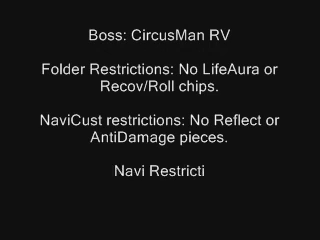 Boss: CircusMan RV
Folder Restrictions: No LifeAura or
Recov/Roll chips.
NaviCust restrictions: No Reflect or
AntiDamage pieces.
Navi Restricti